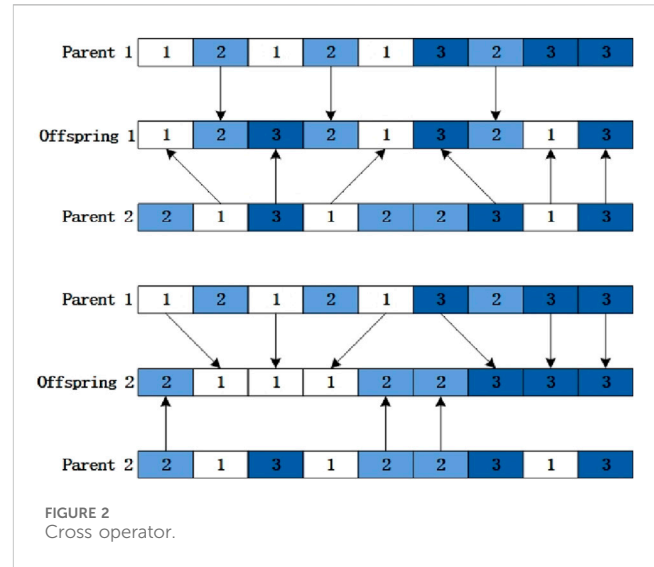 Parent 1 1 2 1 2 1 3 2 3 3
Offspring 1 1 2 3 2 1 3 2 1 3
Parent 2 2 1 3 1 2 2 3 1 3
Parent 1 1 2 1 2 1 3 2 3 3
Offspring 2 2 1 1 1 2 2 3 3 3
Parent 2 2 1 3 1 2 2 3 1 3
FIGURE 2
Cross operator.